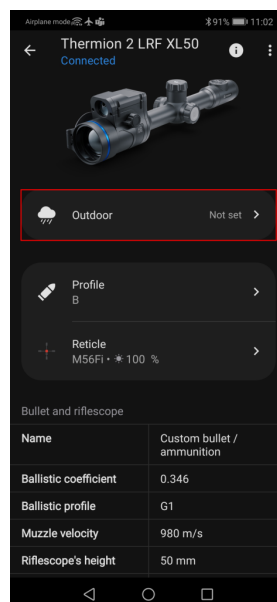 Airplane mode 91% 11:02
Thermion 2 LRF XL50
Connected
Outdoor Not set
Profile
B
Reticle
M56Fi • ☀ 100 %
Bullet and riflescope
Name Custom bullet /
ammunition
Ballistic coefficient 0.346
Ballistic profile G1
Muzzle velocity 980 m/s
Riflescope's height 50 mm